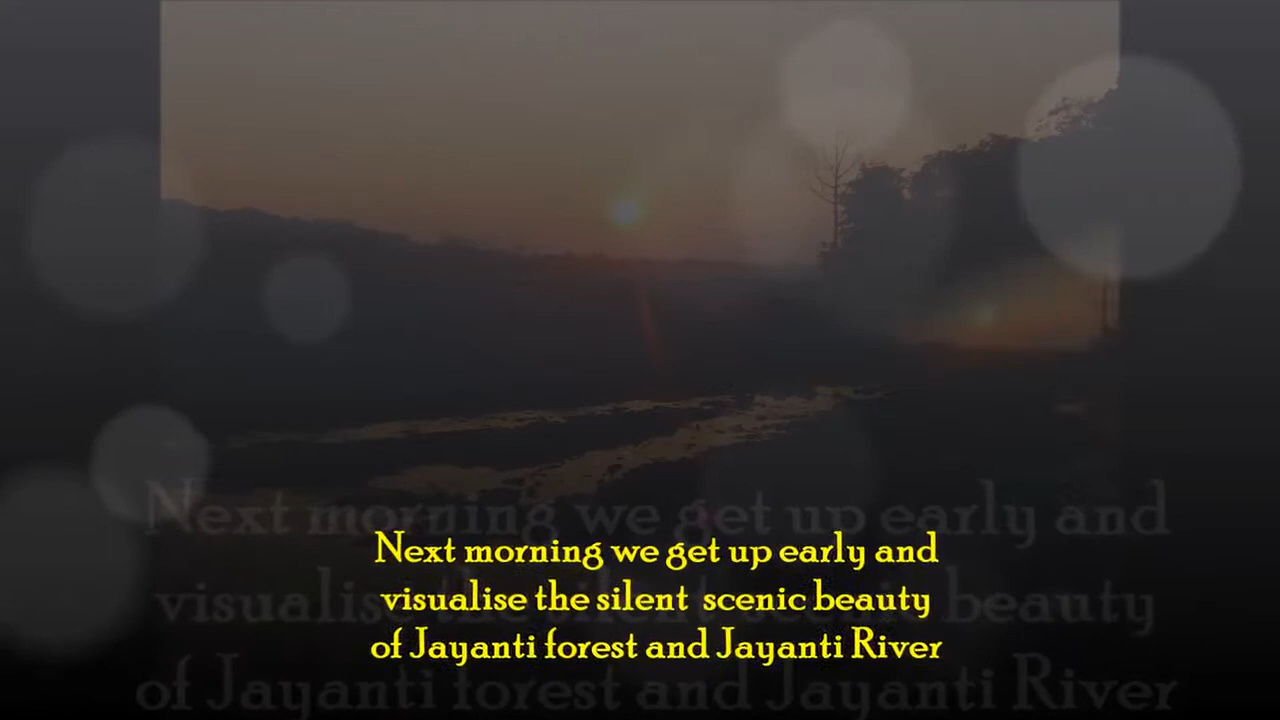 Next morning we get up early and
visualise the silent scenic beauty
of Jayanti forest and Jayanti River